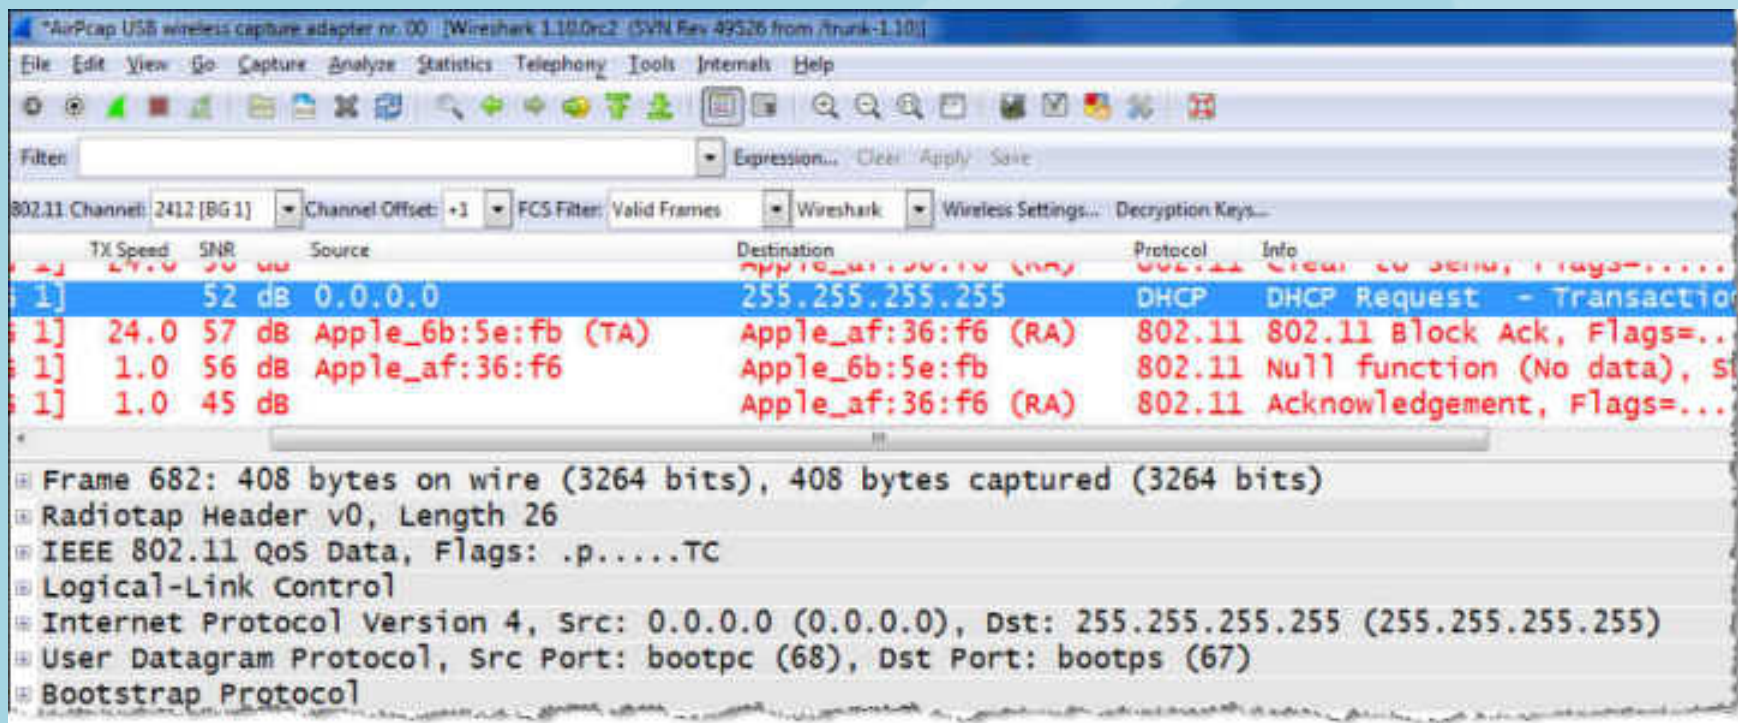 *AirPcap USB wireless capture adapter nr. 00 [Wireshark 1.10.0rc2 (SVN Rev 49526 from /trunk-1.10)]
File Edit View Go Capture Analyze Statistics Telephony Tools Internals Help
Filter: Expression... Clear Apply Save
802.11 Channel: 2412 [BG 1] Channel Offset: +1 FCS Filter: Valid Frames Wireshark Wireless Settings... Decryption Keys...
TX Speed SNR Source Destination Protocol Info
1] 52 dB 0.0.0.0 255.255.255.255 DHCP DHCP Request - Transactio
1] 24.0 57 dB Apple_6b:5e:fb (TA) Apple_af:36:f6 (RA) 802.11 802.11 Block Ack, Flags=...
1] 1.0 56 dB Apple_af:36:f6 Apple_6b:5e:fb 802.11 Null function (No data), S
1] 1.0 45 dB Apple_af:36:f6 (RA) 802.11 Acknowledgement, Flags=...
Frame 682: 408 bytes on wire (3264 bits), 408 bytes captured (3264 bits)
Radiotap Header v0, Length 26
IEEE 802.11 QoS Data, Flags: .p.....TC
Logical-Link Control
Internet Protocol Version 4, Src: 0.0.0.0 (0.0.0.0), Dst: 255.255.255.255 (255.255.255.255)
User Datagram Protocol, Src Port: bootpc (68), Dst Port: bootps (67)
Bootstrap Protocol